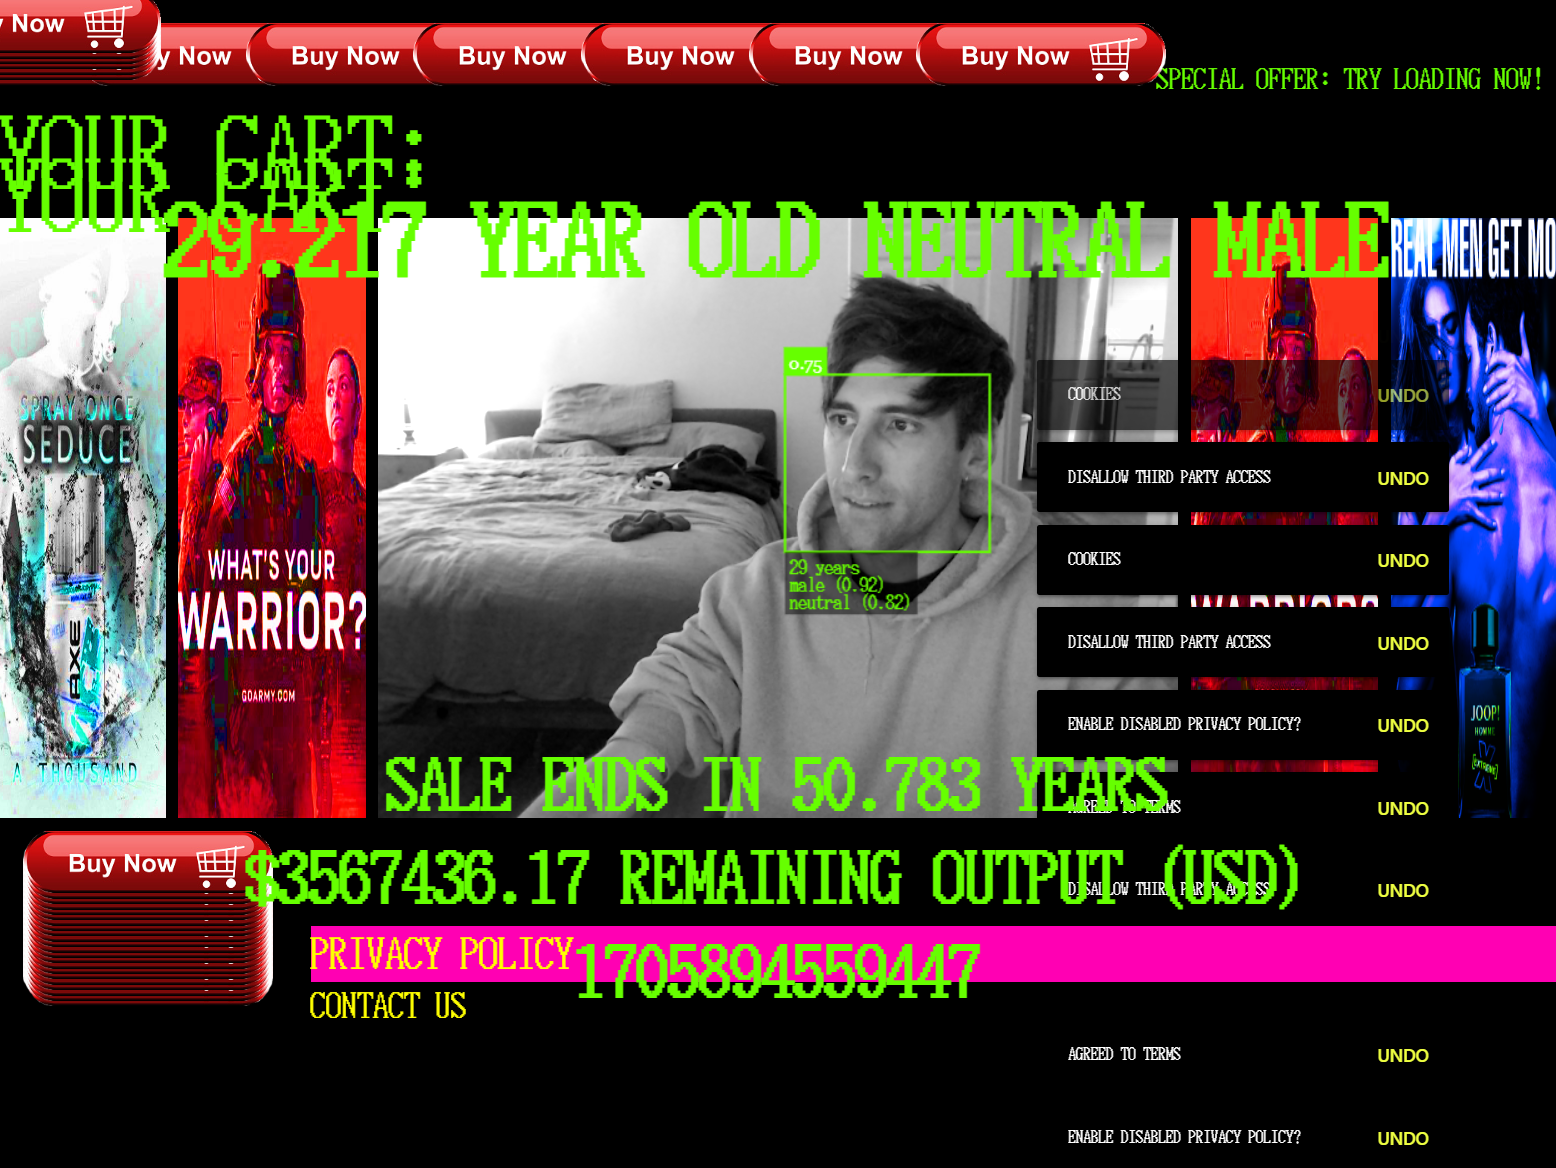 y Now
y Now
Buy Now
Buy Now
Buy Now
Buy Now
Buy Now
SPECIAL OFFER: TRY LOADING NOW!
YOUR CART:
YOUR CART
29.217 YEAR OLD NEUTRAL MALE
REAL MEN GET MO
SPRAY ONCE
SEDUCE
AXE
A THOUSAND
WHAT'S YOUR
WARRIOR?
GOARMY.COM
0.75
29 years
male (0.92)
neutral (0.82)
COOKIES UNDO
DISALLOW THIRD PARTY ACCESS UNDO
COOKIES UNDO
WARRIOR?
DISALLOW THIRD PARTY ACCESS UNDO
ENABLE DISABLED PRIVACY POLICY? UNDO
JOOP!
HOMME
EXTREME
SALE ENDS IN 50.783 YEARS
AGREED TO TERMS UNDO
Buy Now
$3567436.17 REMAINING OUTPUT (USD)
DISALLOW THIRD PARTY ACCESS UNDO
PRIVACY POLICY
1705894559447
CONTACT US
AGREED TO TERMS UNDO
ENABLE DISABLED PRIVACY POLICY? UNDO